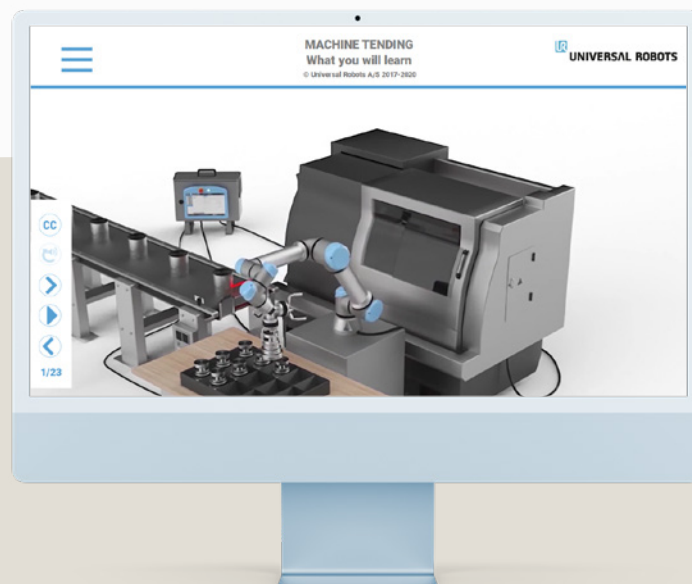 MACHINE TENDING
What you will learn
© Universal Robots A/S 2017-2020
UR
UNIVERSAL ROBOTS
CC
1/23